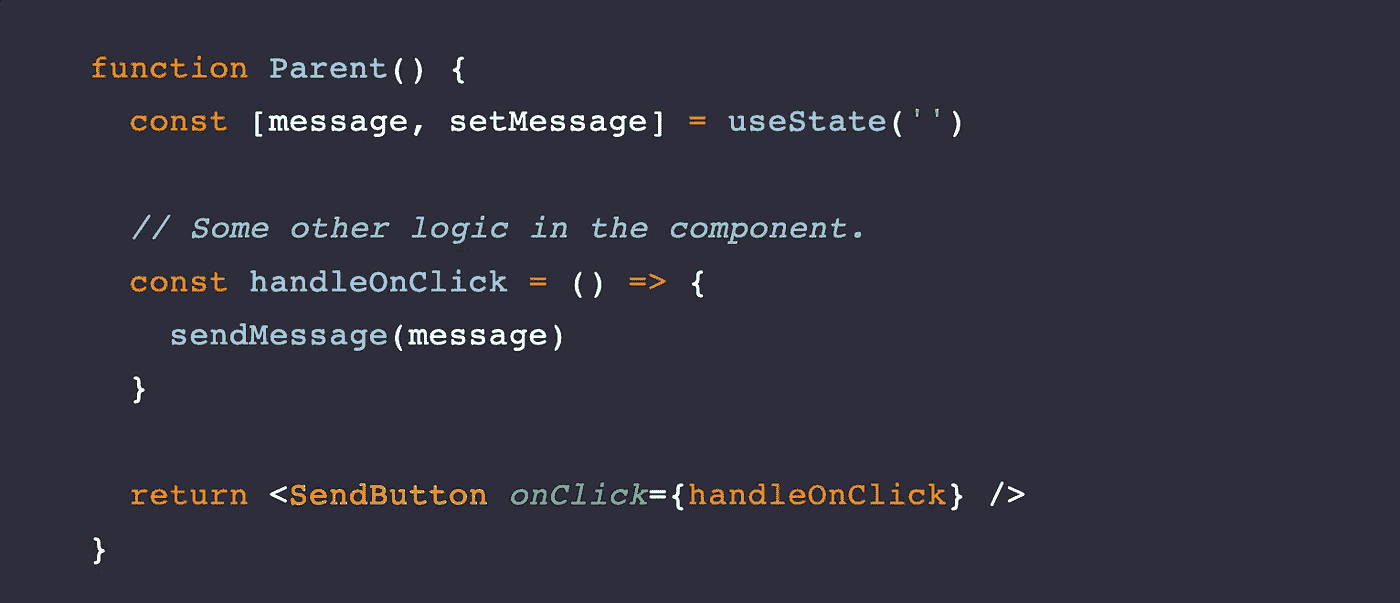 function Parent() {
  const [message, setMessage] = useState('')
  // Some other logic in the component.
  const handleOnClick = () => {
    sendMessage(message)
  }
  return <SendButton onClick={handleOnClick} />
}